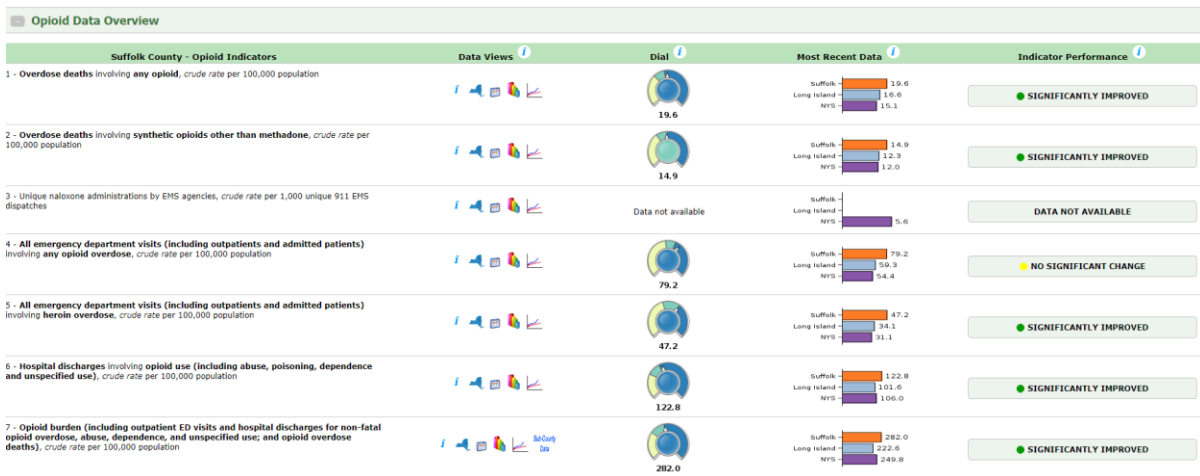 Opioid Data Overview
Suffolk County - Opioid Indicators Data Views i Dial i Most Recent Data i Indicator Performance i
1 - Overdose deaths involving any opioid, crude rate per 100,000 population
i
19.6
Suffolk 19.6
Long Island 16.6
NYS 15.1
SIGNIFICANTLY IMPROVED
2 - Overdose deaths involving synthetic opioids other than methadone, crude rate per
100,000 population
i
14.9
Suffolk 14.9
Long Island 12.3
NYS 12.0
SIGNIFICANTLY IMPROVED
3 - Unique naloxone administrations by EMS agencies, crude rate per 1,000 unique 911 EMS
dispatches
i
Data not available
Suffolk
Long Island
NYS 5.6
DATA NOT AVAILABLE
4 - All emergency department visits (including outpatients and admitted patients)
involving any opioid overdose, crude rate per 100,000 population
i
79.2
Suffolk 79.2
Long Island 59.3
NYS 54.4
NO SIGNIFICANT CHANGE
5 - All emergency department visits (including outpatients and admitted patients)
involving heroin overdose, crude rate per 100,000 population
i
47.2
Suffolk 47.2
Long Island 34.1
NYS 31.1
SIGNIFICANTLY IMPROVED
6 - Hospital discharges involving opioid use (including abuse, poisoning, dependence
and unspecified use), crude rate per 100,000 population
i
122.8
Suffolk 122.8
Long Island 101.6
NYS 106.0
SIGNIFICANTLY IMPROVED
7 - Opioid burden (including outpatient ED visits and hospital discharges for non-fatal
opioid overdose, abuse, dependence, and unspecified use; and opioid overdose
deaths), crude rate per 100,000 population
i
Sub-County
Data
282.0
Suffolk 282.0
Long Island 222.6
NYS 249.8
SIGNIFICANTLY IMPROVED